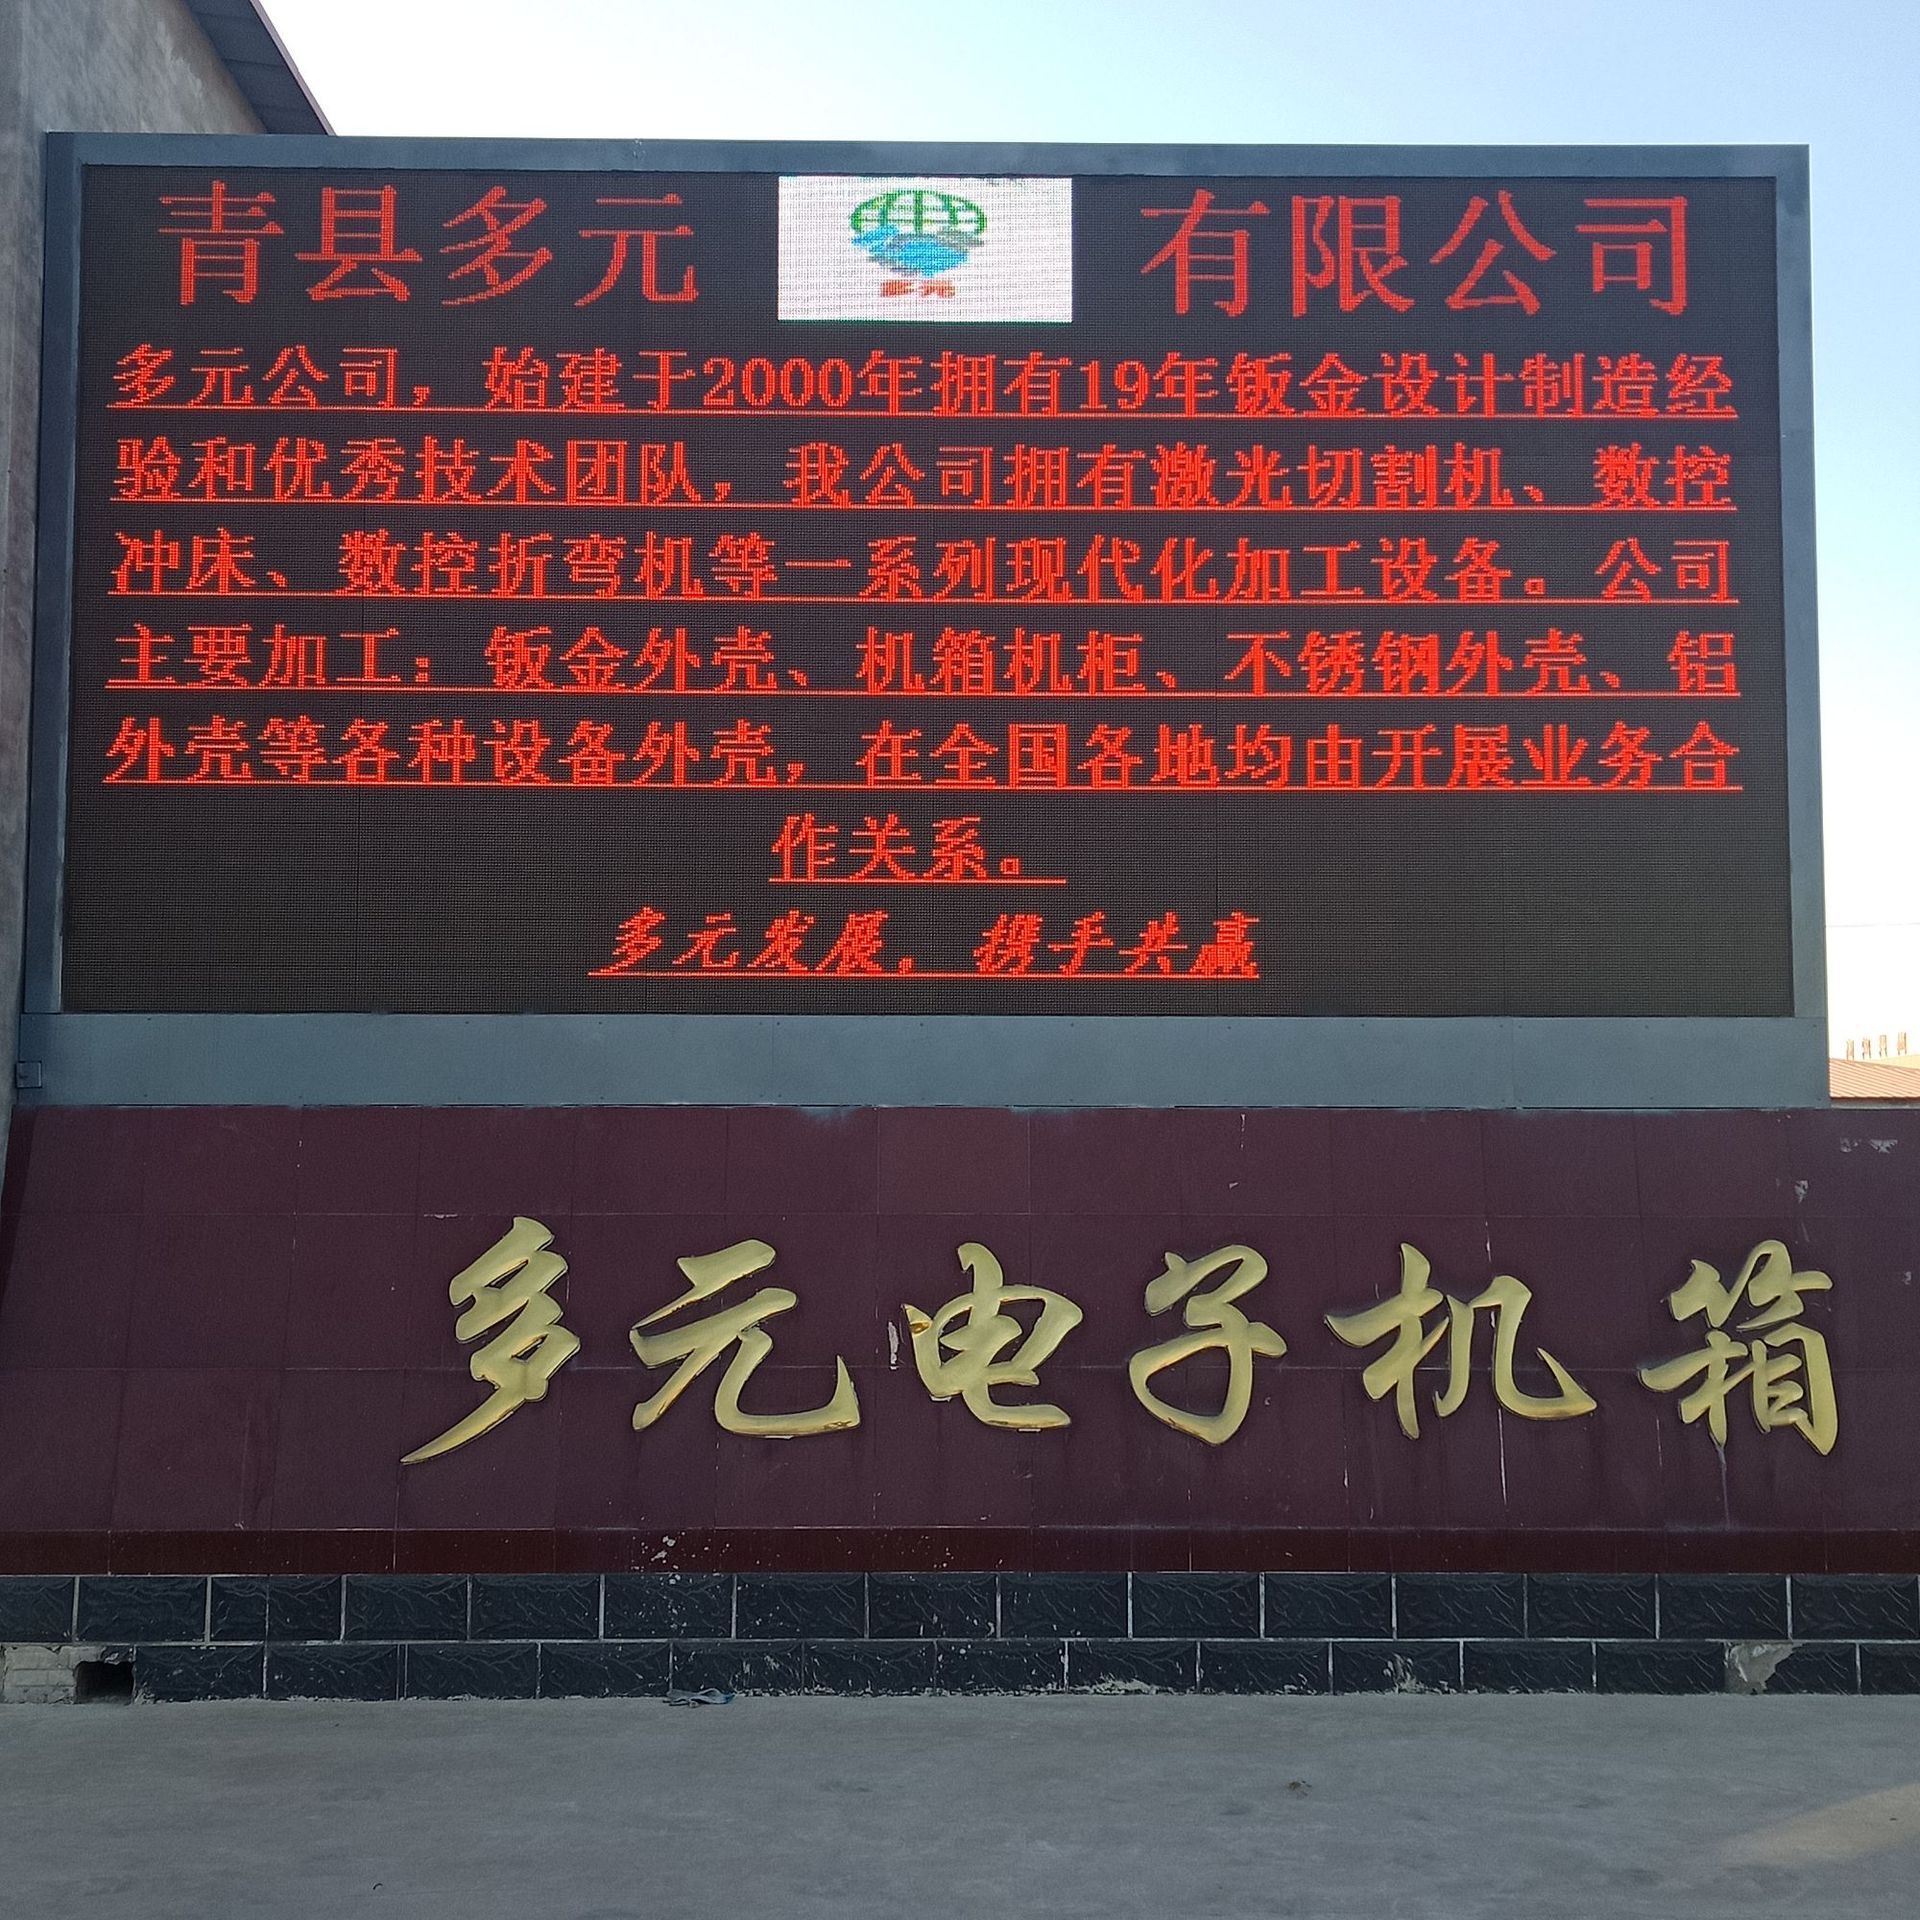 青县多元 多元 有限公司
多元公司，始建于2000年拥有19年钣金设计制造经
验和优秀技术团队，我公司拥有激光切割机、数控
冲床、数控折弯机等一系列现代化加工设备。公司
主要加工：钣金外壳、机箱机柜、不锈钢外壳、铝
外壳等各种设备外壳，在全国各地均由开展业务合
作关系。
多元发展，携手共赢
多元电子机箱